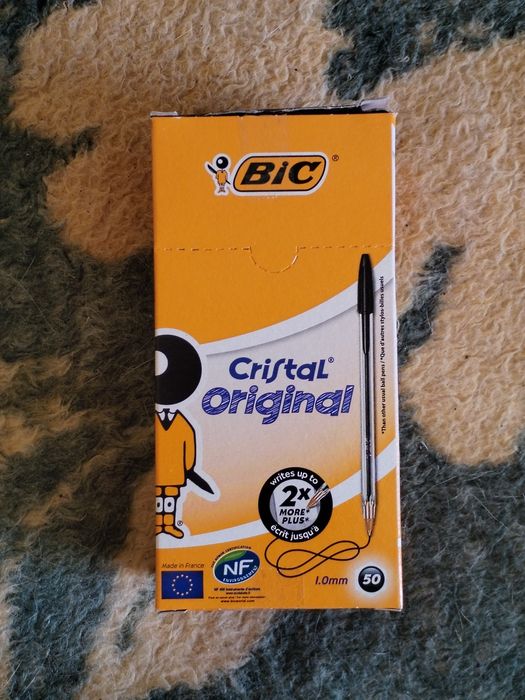 BiC®
Cristal®
Original
*Than other usual ball pens / *Que d'autres stylos-billes usuels
writes up to
2x
MORE*
PLUS*
écrit jusqu'à
Made in France
NF
ENVIRONNEMENT
1.0mm
50